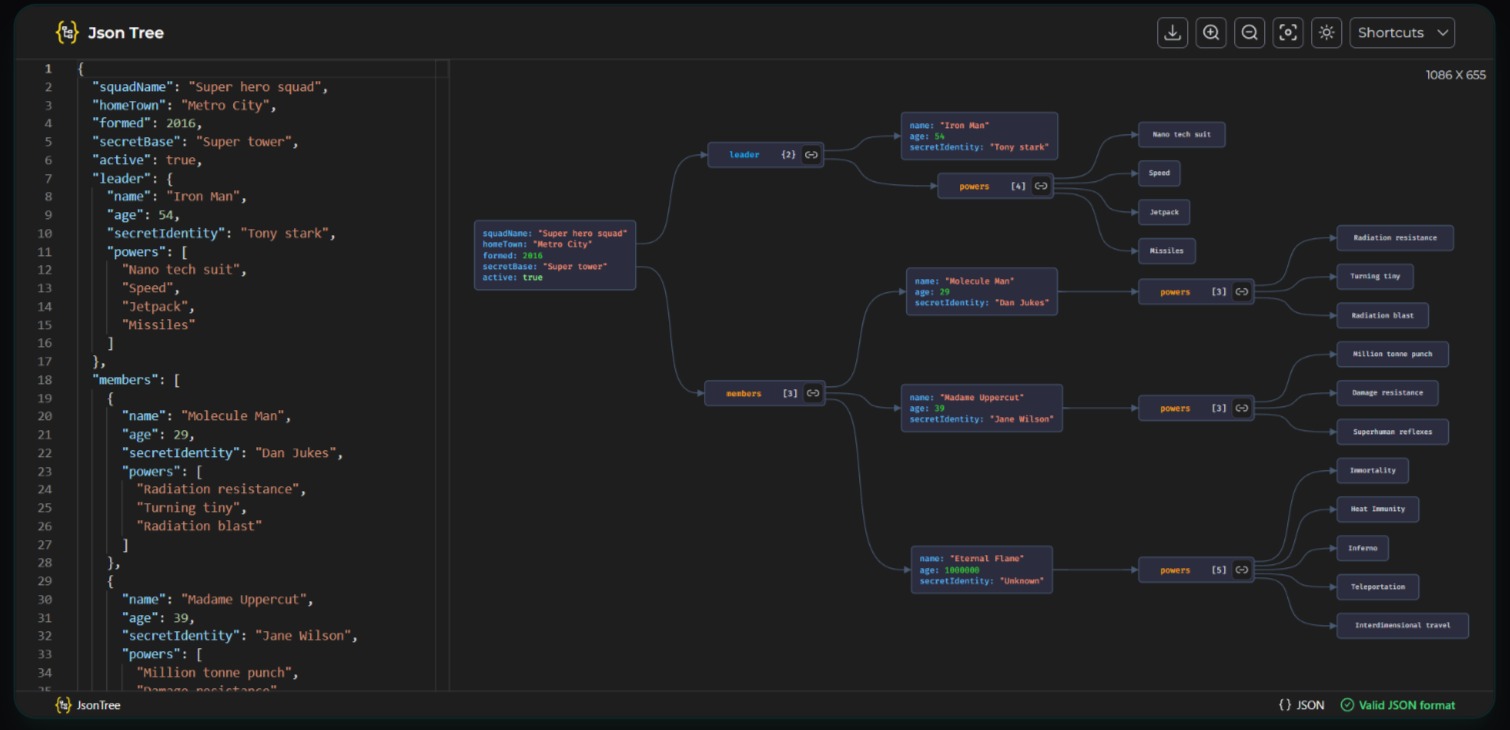 Json Tree
Shortcuts
1 {
2 "squadName": "Super hero squad",
3 "homeTown": "Metro City",
4 "formed": 2016,
5 "secretBase": "Super tower",
6 "active": true,
7 "leader": {
8 "name": "Iron Man",
9 "age": 54,
10 "secretIdentity": "Tony stark",
11 "powers": [
12 "Nano tech suit",
13 "Speed",
14 "Jetpack",
15 "Missiles"
16 ]
17 },
18 "members": [
19 {
20 "name": "Molecule Man",
21 "age": 29,
22 "secretIdentity": "Dan Jukes",
23 "powers": [
24 "Radiation resistance",
25 "Turning tiny",
26 "Radiation blast"
27 ]
28 },
29 {
30 "name": "Madame Uppercut",
31 "age": 39,
32 "secretIdentity": "Jane Wilson",
33 "powers": [
34 "Million tonne punch",
35 "Damage resistance"
1086 X 655
squadName: "Super hero squad"
homeTown: "Metro City"
formed: 2016
secretBase: "Super tower"
active: true
leader {2}
name: "Iron Man"
age: 54
secretIdentity: "Tony stark"
powers [4]
Nano tech suit
Speed
Jetpack
Missiles
members [3]
name: "Molecule Man"
age: 29
secretIdentity: "Dan Jukes"
powers [3]
Radiation resistance
Turning tiny
Radiation blast
name: "Madame Uppercut"
age: 39
secretIdentity: "Jane Wilson"
powers [3]
Million tonne punch
Damage resistance
Superhuman reflexes
name: "Eternal Flame"
age: 1000000
secretIdentity: "Unknown"
powers [5]
Immortality
Heat Immunity
Inferno
Teleportation
Interdimensional travel
JsonTree
{} JSON
Valid JSON format